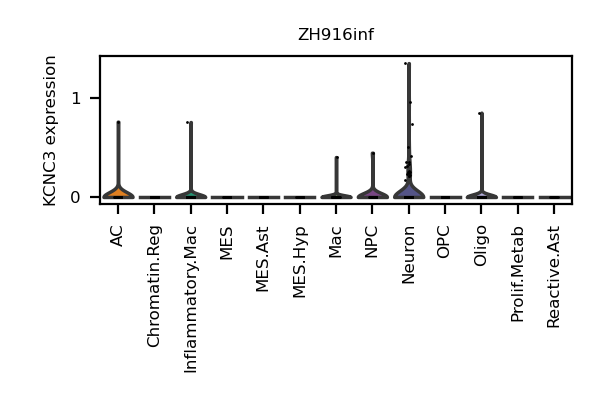 ZH916inf
KCNC3 expression
1
0
AC
Chromatin.Reg
Inflammatory.Mac
MES
MES.Ast
MES.Hyp
Mac
NPC
Neuron
OPC
Oligo
Prolif.Metab
Reactive.Ast